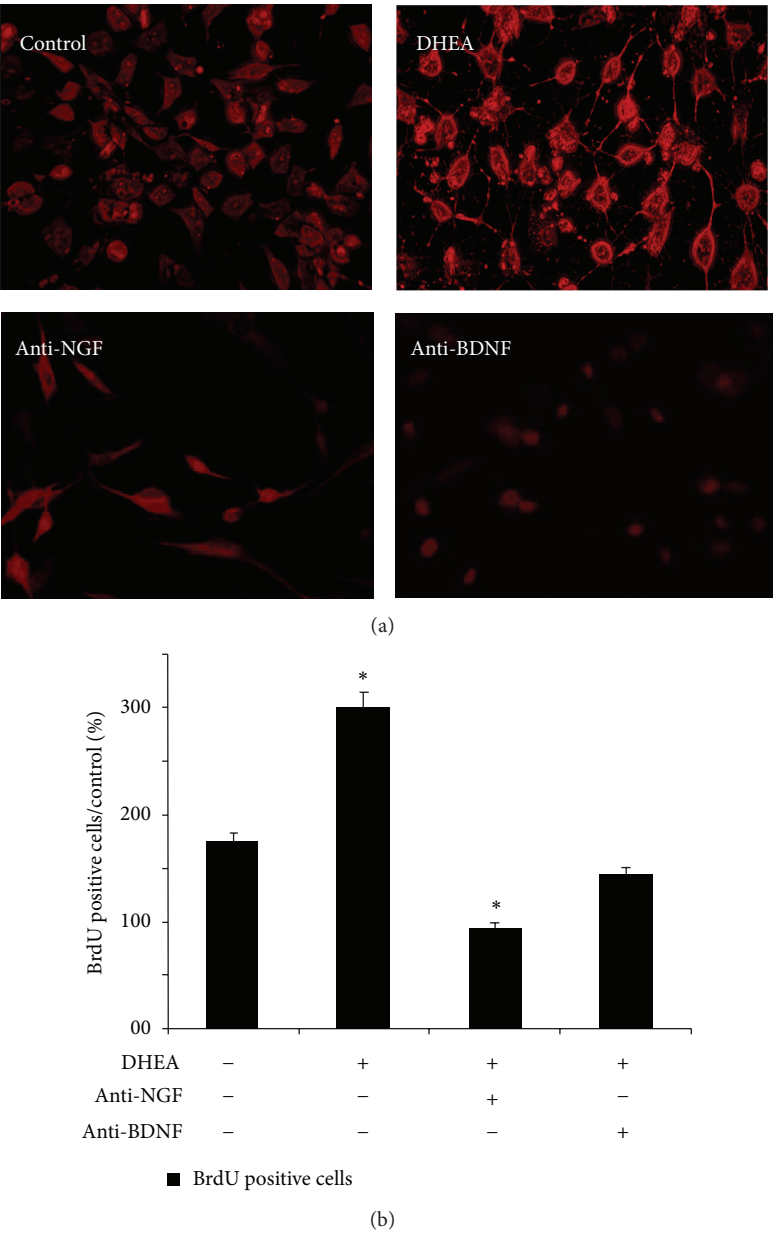 Control
DHEA
Anti-NGF
Anti-BDNF
(a)
BrdU positive cells/control (%)
300
200
100
00
*
*
DHEA − + + +
Anti-NGF − − + −
Anti-BDNF − − − +
BrdU positive cells
(b)